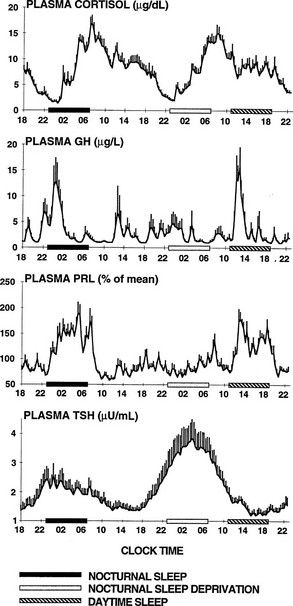 PLASMA CORTISOL (µg/dL)
20
15
10
5
0
18 22 02 06 10 14 18 22 02 06 10 14 18 22
PLASMA GH (µg/L)
20
15
10
5
0
18 22 02 06 10 14 18 22 02 06 10 14 18 22
PLASMA PRL (% of mean)
250
200
150
100
50
18 22 02 06 10 14 18 22 02 06 10 14 18 22
PLASMA TSH (µU/mL)
4
3
2
1
18 22 02 06 10 14 18 22 02 06 10 14 18 22
CLOCK TIME
NOCTURNAL SLEEP
NOCTURNAL SLEEP DEPRIVATION
DAYTIME SLEEP